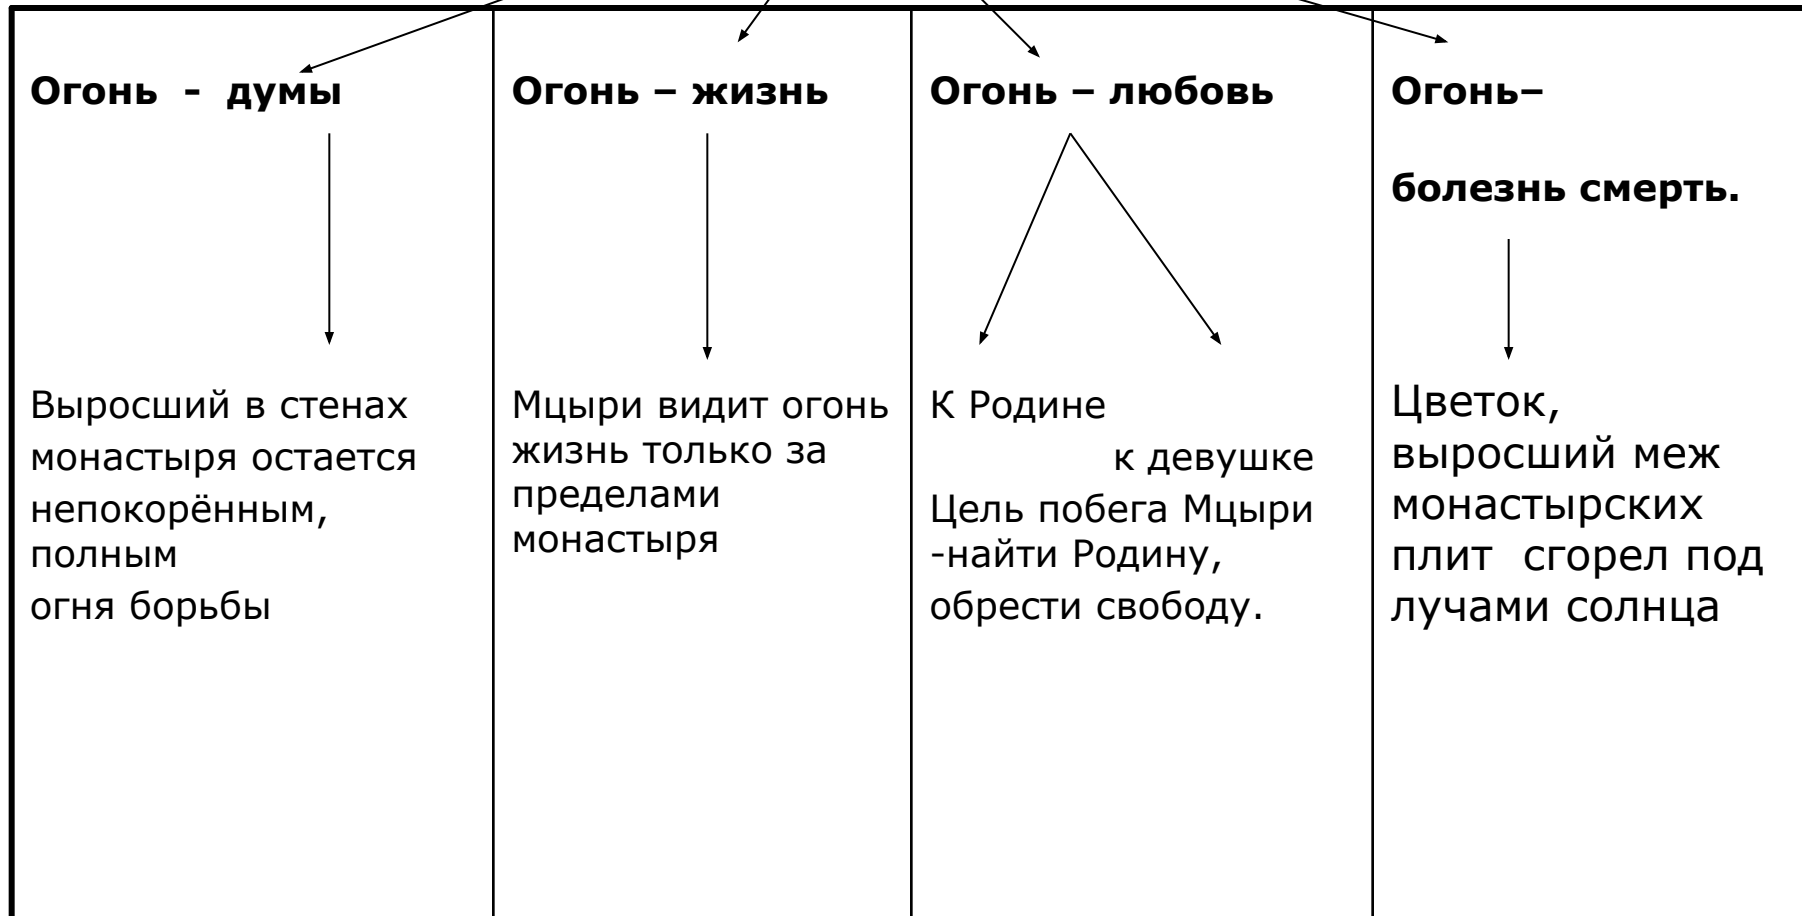 Огонь - думы
Выросший в стенах
монастыря остается
непокорённым,
полным
огня борьбы
Огонь – жизнь
Мцыри видит огонь
жизнь только за
пределами
монастыря
Огонь – любовь
К Родине
к девушке
Цель побега Мцыри
-найти Родину,
обрести свободу.
Огонь–
болезнь смерть.
Цветок,
выросший меж
монастырских
плит сгорел под
лучами солнца